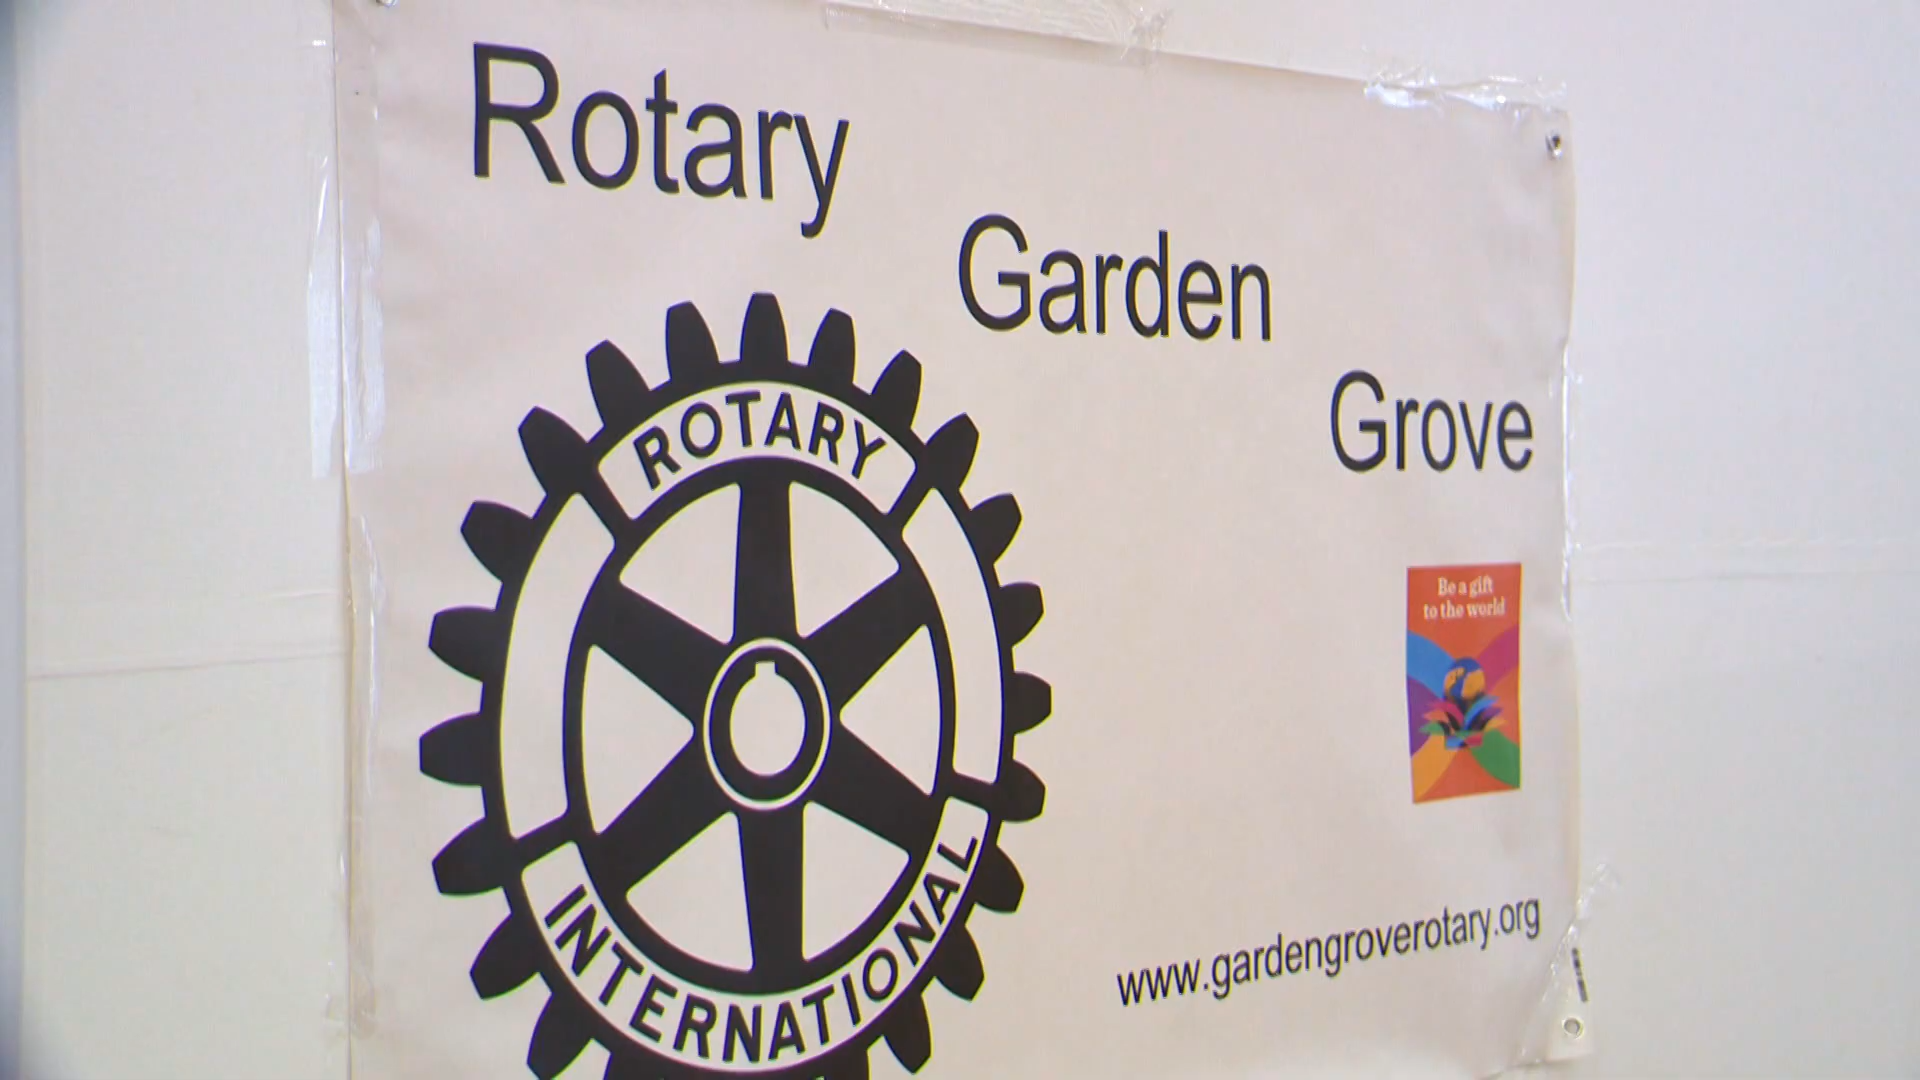 Rotary
Garden
Grove
ROTARY
INTERNATIONAL
Be a gift
to the world
www.gardengroverotary.org